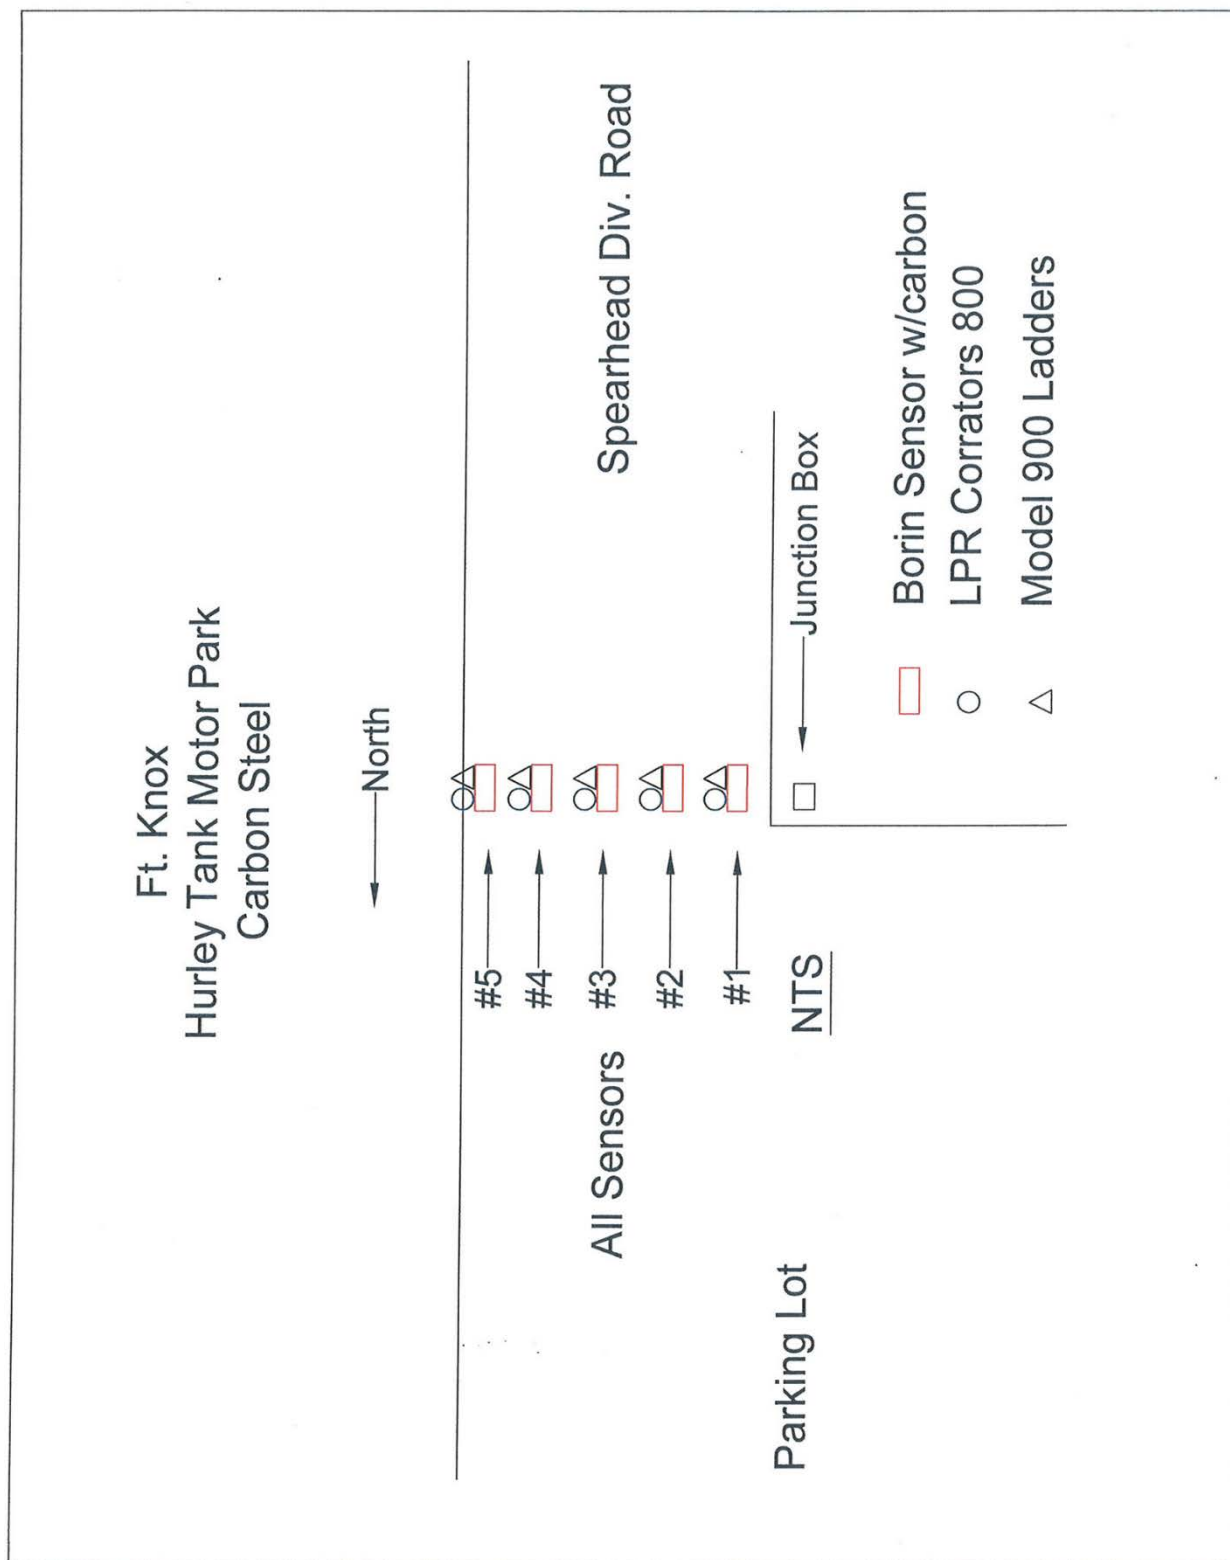 Ft. Knox
Hurley Tank Motor Park
Carbon Steel
North
Spearhead Div. Road
All Sensors
#5
#4
#3
#2
#1
NTS
Parking Lot
Junction Box
Borin Sensor w/carbon
LPR Corrators 800
Model 900 Ladders